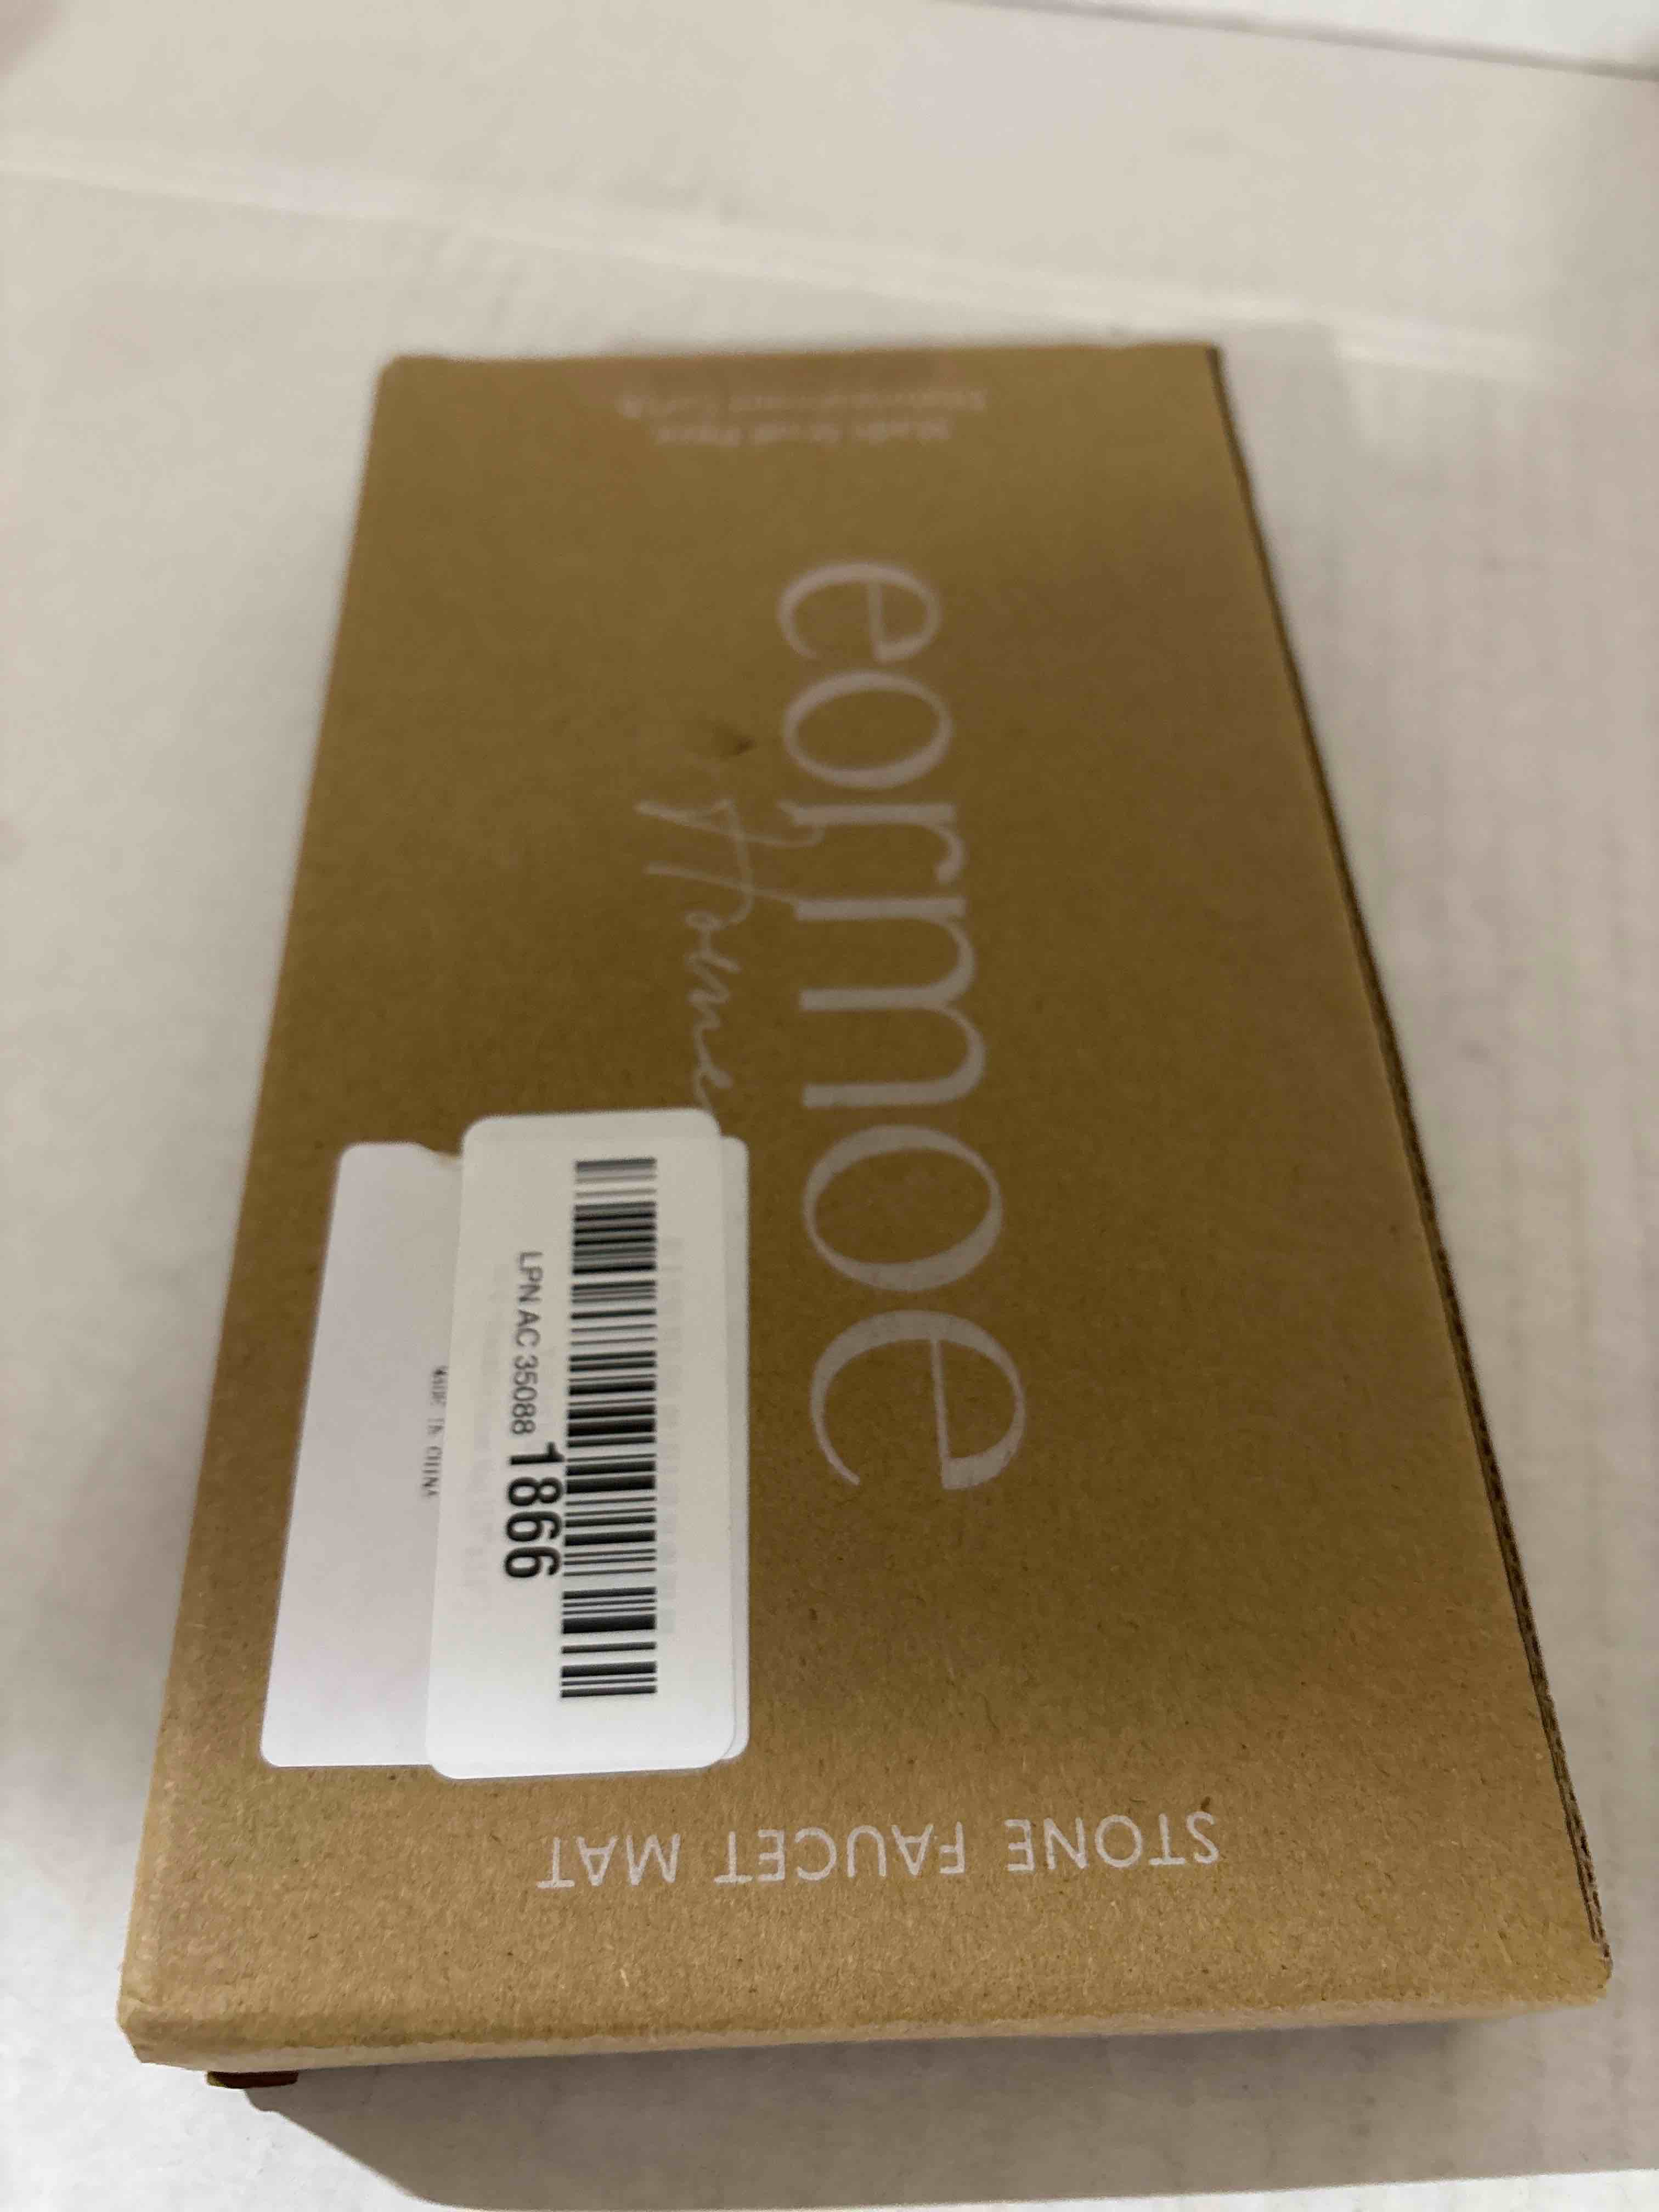 eormoe
Home
LPN AC 35088 1866
MADE IN CHINA
STONE FAUCET MAT